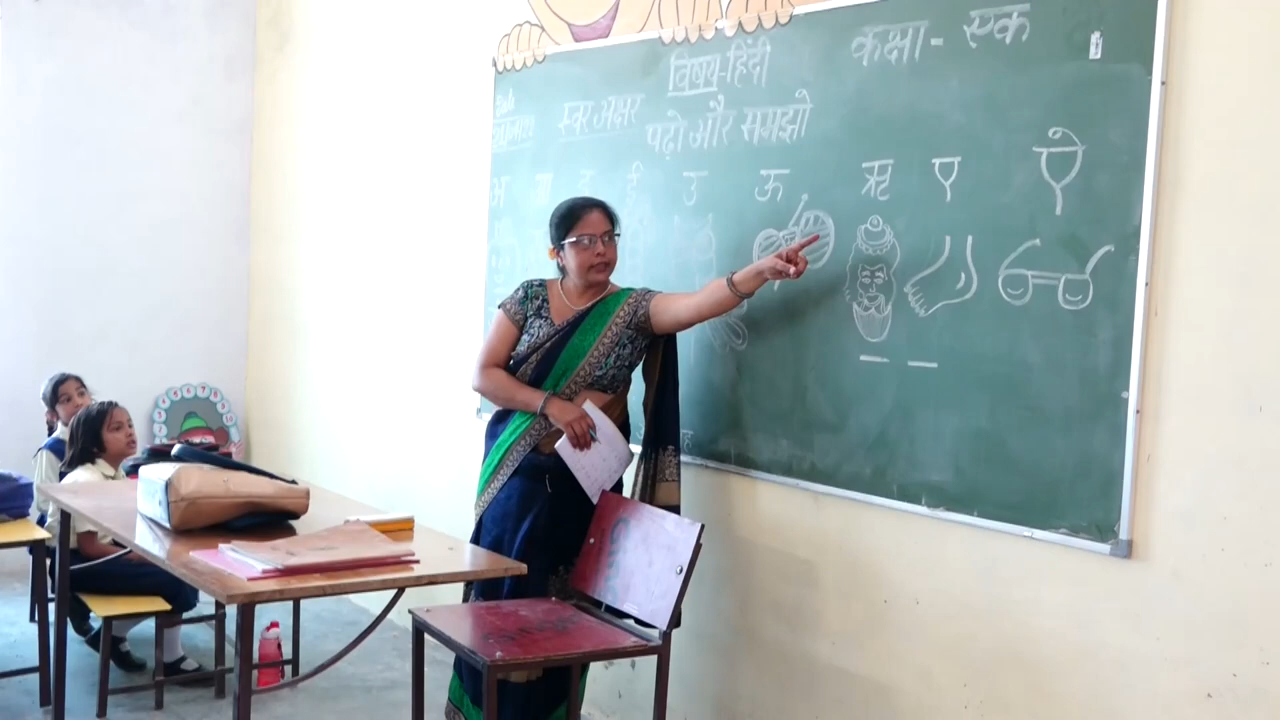 विषय-हिंदी
कक्षा- एक
स्वर अक्षर
पढ़ो और समझो
अ आ इ ई उ ऊ ऋ ए ऐ